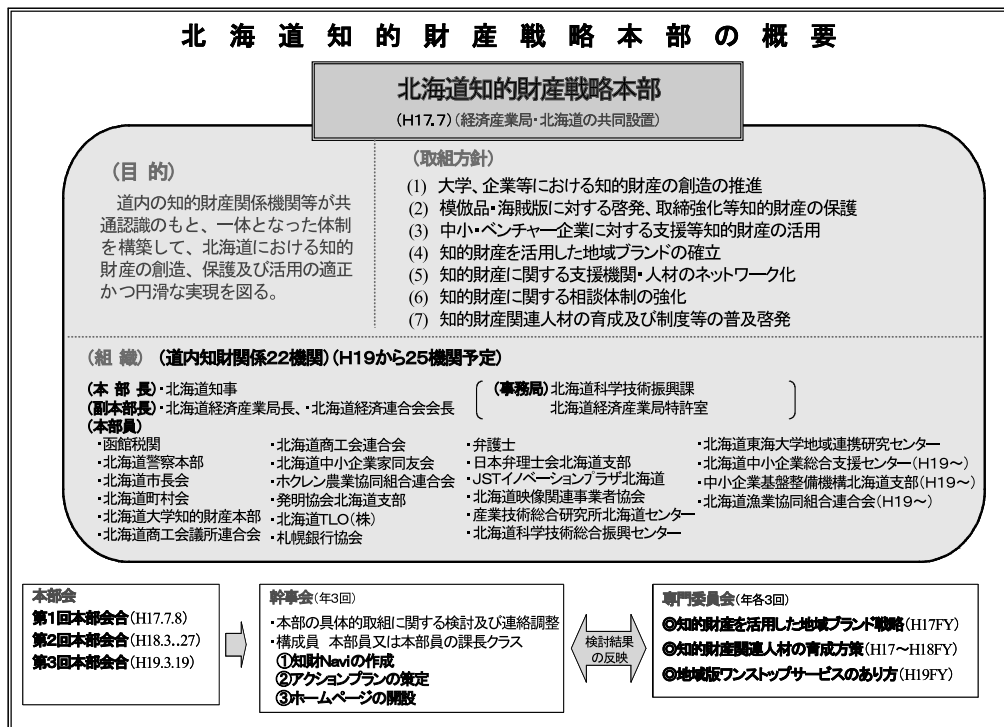 北海道知的財産戦略本部の概要
北海道知的財産戦略本部
(H17.7)(経済産業局・北海道の共同設置)
(目 的)
道内の知的財産関係機関等が共
通認識のもと、一体となった体制
を構築して、北海道における知的
財産の創造、保護及び活用の適正
かつ円滑な実現を図る。
(取組方針)
(1) 大学、企業等における知的財産の創造の推進
(2) 模倣品・海賊版に対する啓発、取締強化等知的財産の保護
(3) 中小・ベンチャー企業に対する支援等知的財産の活用
(4) 知的財産を活用した地域ブランドの確立
(5) 知的財産に関する支援機関・人材のネットワーク化
(6) 知的財産に関する相談体制の強化
(7) 知的財産関連人材の育成及び制度等の普及啓発
(組 織) (道内知財関係22機関)(H19から25機関予定)
(本 部 長)・北海道知事
(副本部長)・北海道経済産業局長、・北海道経済連合会会長
(事務局) 北海道科学技術振興課
北海道経済産業局特許室
(本部員)
・函館税関
・北海道警察本部
・北海道市長会
・北海道町村会
・北海道大学知的財産本部
・北海道商工会議所連合会
・北海道商工会連合会
・北海道中小企業家同友会
・ホクレン農業協同組合連合会
・発明協会北海道支部
・北海道TLO(株)
・札幌銀行協会
・弁護士
・日本弁理士会北海道支部
・JSTイノベーションプラザ北海道
・北海道映像関連事業者協会
・産業技術総合研究所北海道センター
・北海道科学技術総合振興センター
・北海道東海大学地域連携研究センター
・北海道中小企業総合支援センター(H19〜)
・中小企業基盤整備機構北海道支部(H19〜)
・北海道漁業協同組合連合会(H19〜)
本部会
第1回本部会合(H17.7.8)
第2回本部会合(H18.3..27)
第3回本部会合(H19.3.19)
幹事会(年3回)
・本部の具体的取組に関する検討及び連絡調整
・構成員 本部員又は本部員の課長クラス
①知財Naviの作成
②アクションプランの策定
③ホームページの開設
検討結果
の反映
専門委員会(年各3回)
◎知的財産を活用した地域ブランド戦略(H17FY)
◎知的財産関連人材の育成方策(H17〜H18FY)
◎地域版ワンストップサービスのあり方(H19FY)